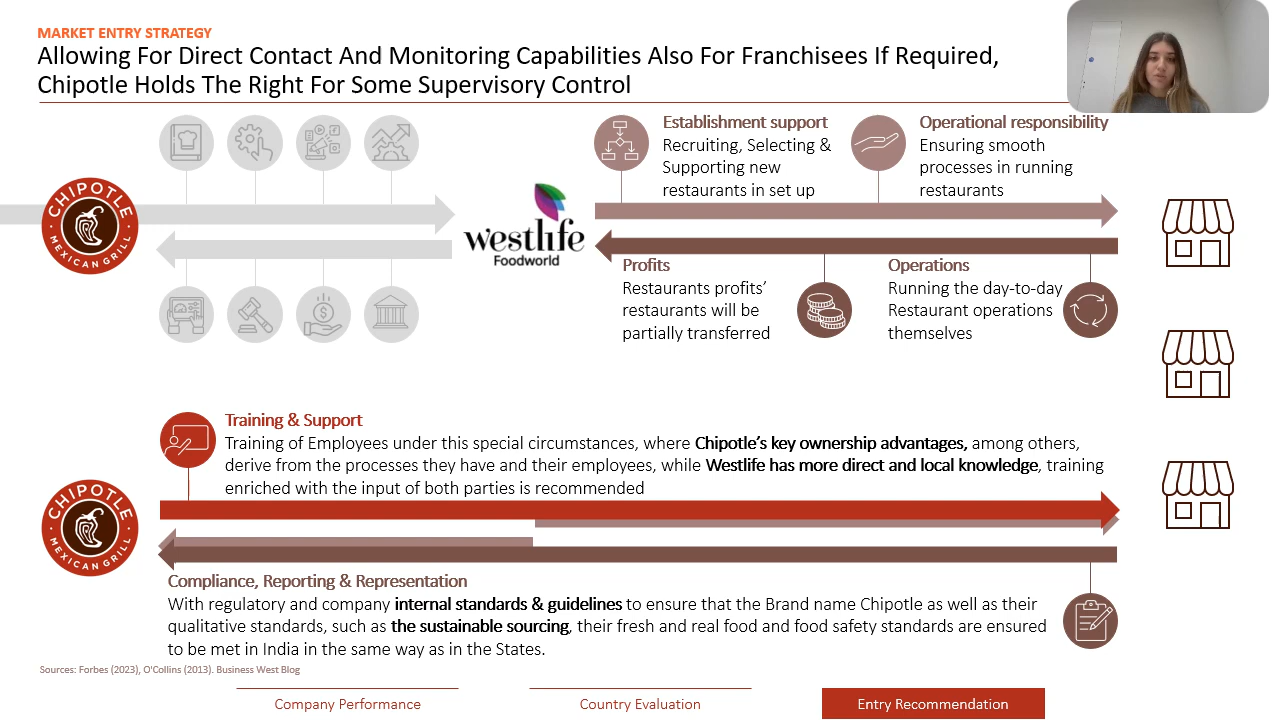 MARKET ENTRY STRATEGY
Allowing For Direct Contact And Monitoring Capabilities Also For Franchisees If Required,
Chipotle Holds The Right For Some Supervisory Control
CHIPOTLE
MEXICAN GRILL
westlife
Foodworld
Establishment support
Recruiting, Selecting &
Supporting new
restaurants in set up
Operational responsibility
Ensuring smooth
processes in running
restaurants
Profits
Restaurants profits’
restaurants will be
partially transferred
Operations
Running the day-to-day
Restaurant operations
themselves
Training & Support
Training of Employees under this special circumstances, where Chipotle’s key ownership advantages, among others,
derive from the processes they have and their employees, while Westlife has more direct and local knowledge, training
enriched with the input of both parties is recommended
CHIPOTLE
MEXICAN GRILL
Compliance, Reporting & Representation
With regulatory and company internal standards & guidelines to ensure that the Brand name Chipotle as well as their
qualitative standards, such as the sustainable sourcing, their fresh and real food and food safety standards are ensured
to be met in India in the same way as in the States.
Sources: Forbes (2023), O'Collins (2013). Business West Blog
Company Performance
Country Evaluation
Entry Recommendation